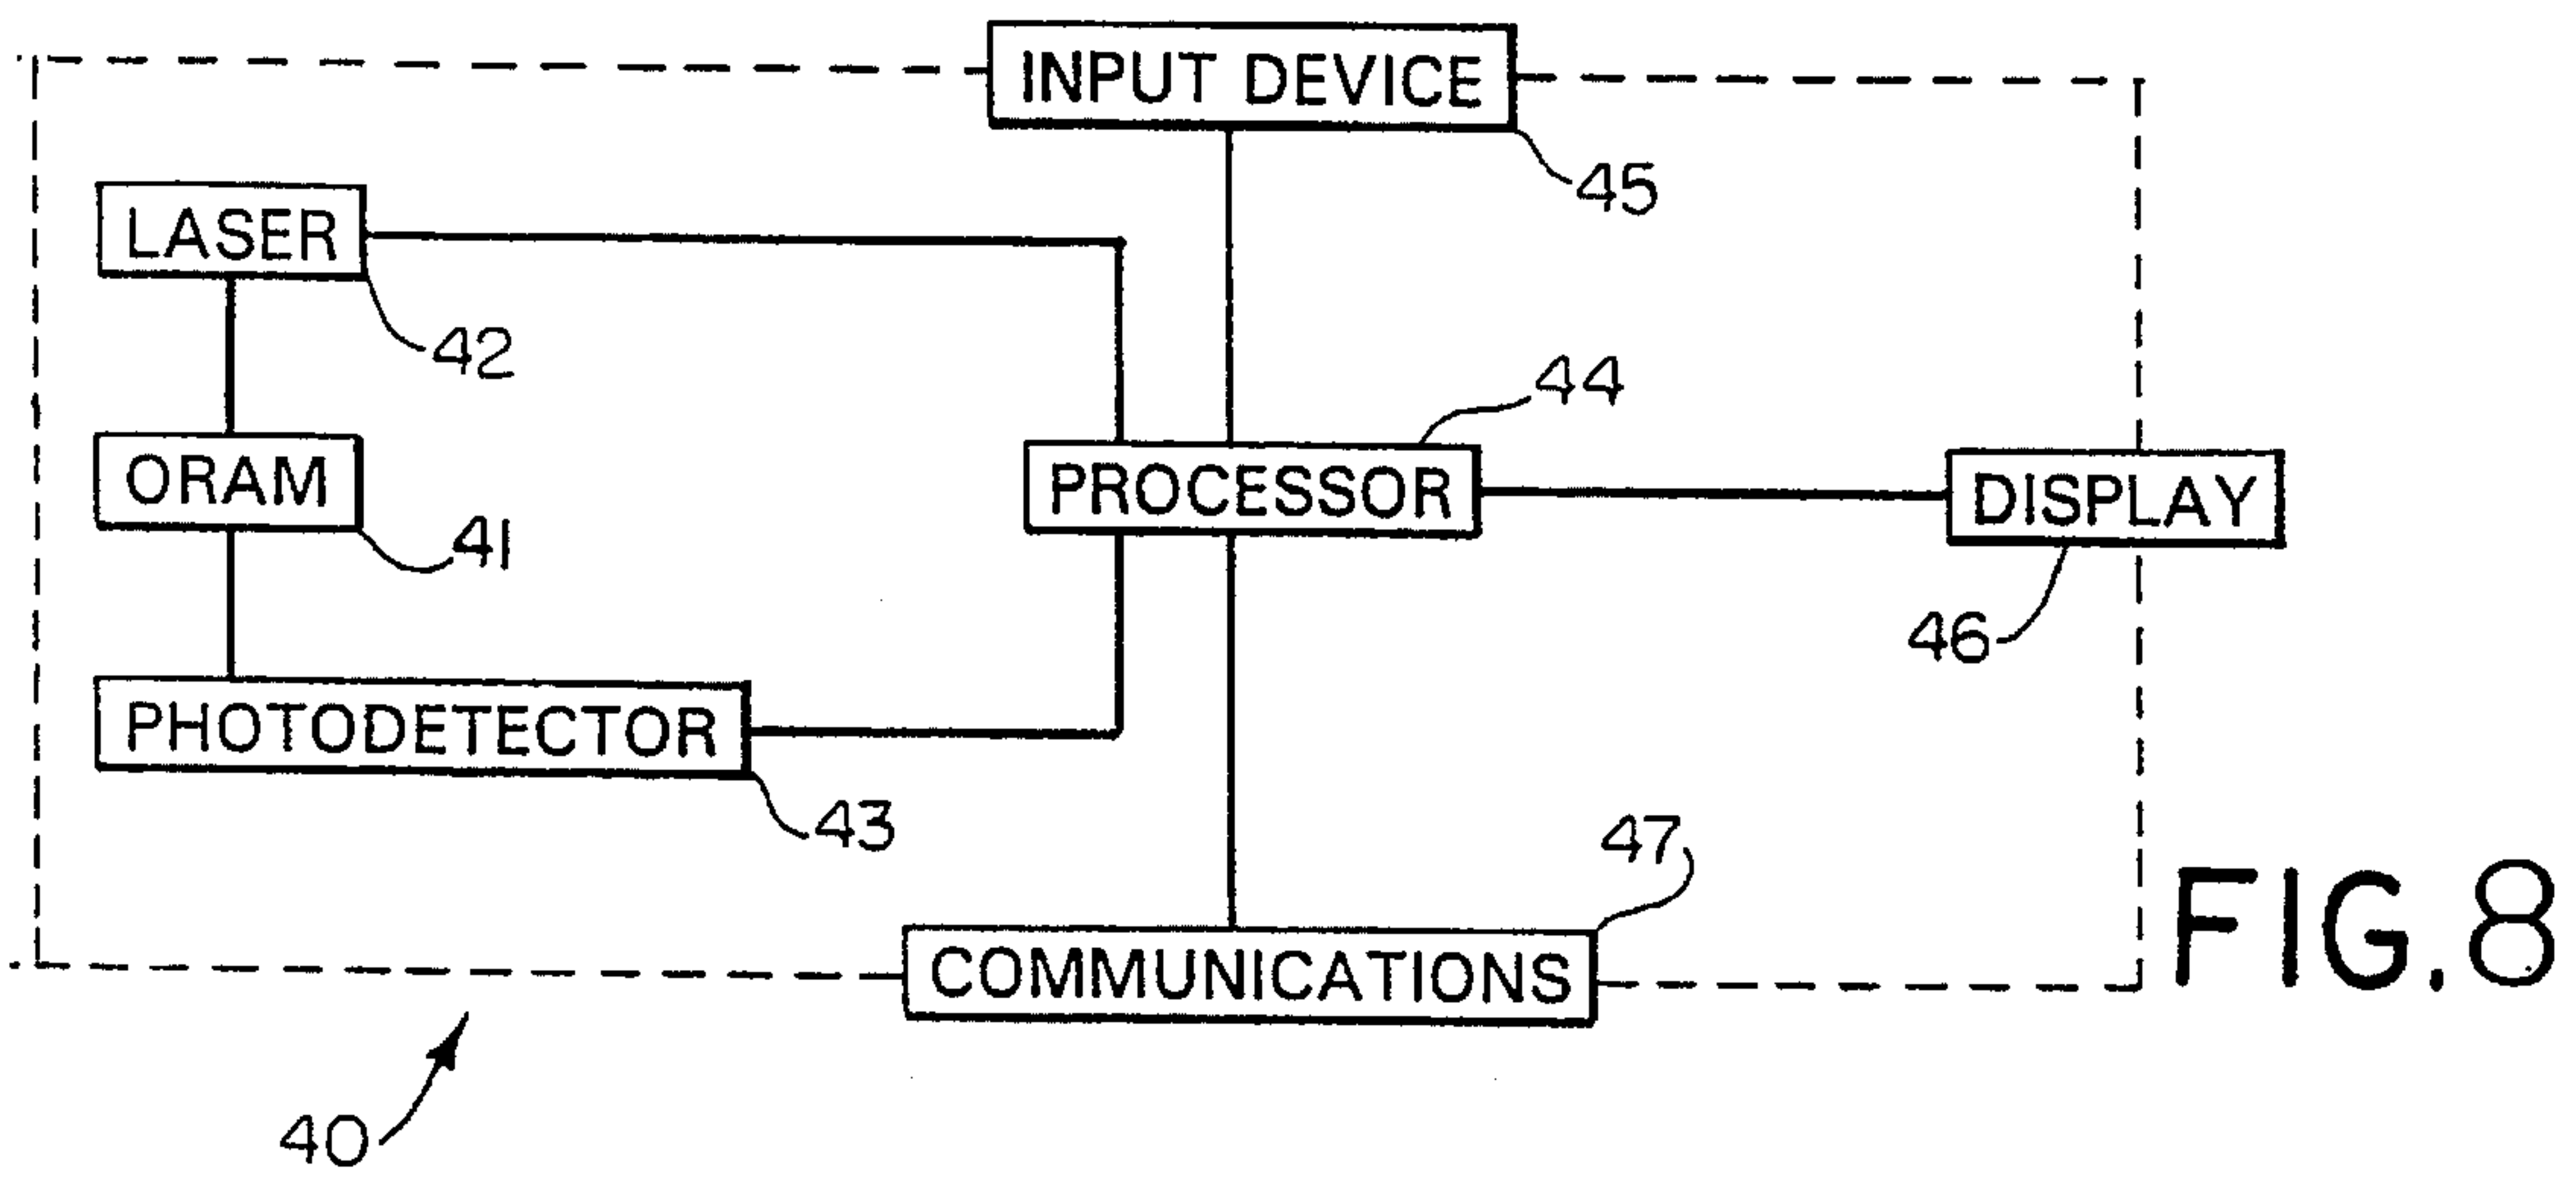 INPUT DEVICE
45
LASER
42
44
ORAM
41
PROCESSOR
DISPLAY
46
PHOTODETECTOR
43
47
COMMUNICATIONS
FIG.8
40